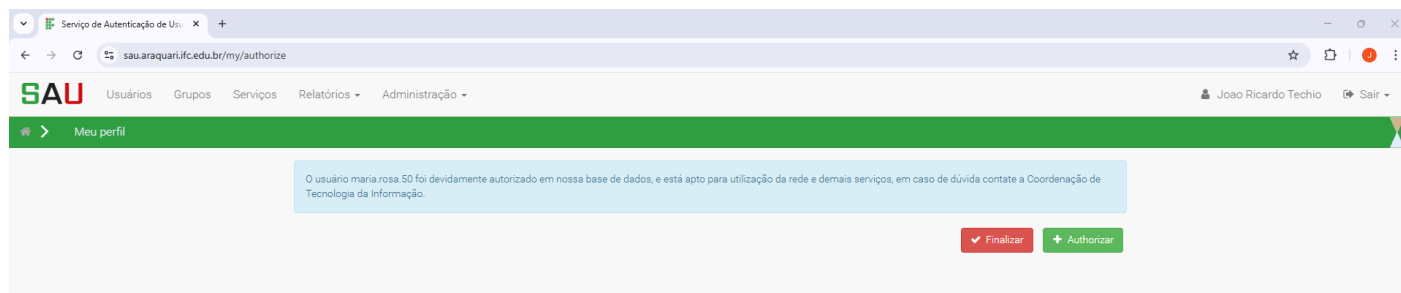 Serviço de Autenticação de Usu
sau.araquari.ifc.edu.br/my/authorize
J
SAU Usuários Grupos Serviços Relatórios Administração Joao Ricardo Techio Sair
Meu perfil
O usuário maria.rosa.50 foi devidamente autorizado em nossa base de dados, e está apto para utilização da rede e demais serviços, em caso de dúvida contate a Coordenação de
Tecnologia da Informação.
Finalizar Authorizar